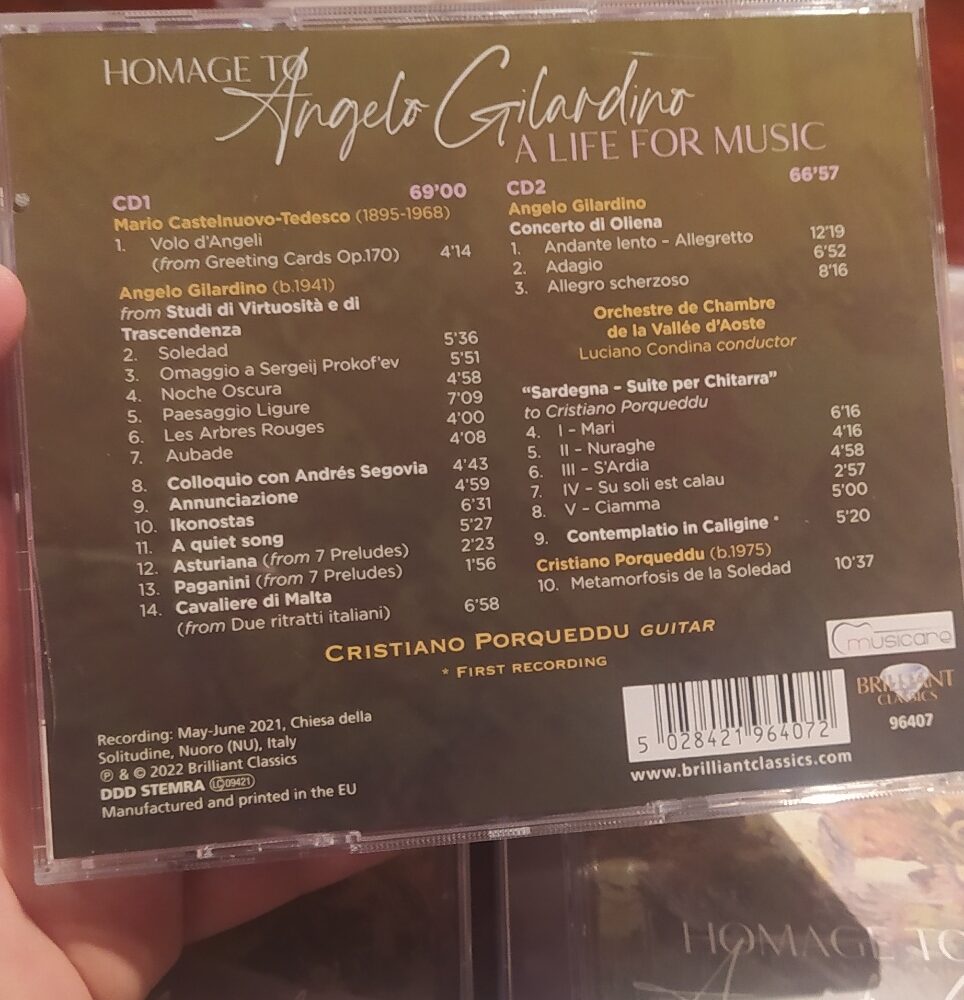 HOMAGE TO
Angelo Gilardino
A LIFE FOR MUSIC
CD1 69'00
Mario Castelnuovo-Tedesco (1895-1968)
1. Volo d'Angeli
(from Greeting Cards Op.170) 4'14
Angelo Gilardino (b.1941)
from Studi di Virtuosità e di
Trascendenza
2. Soledad 5'36
3. Omaggio a Sergeij Prokof'ev 5'51
4. Noche Oscura 4'58
5. Paesaggio Ligure 7'09
6. Les Arbres Rouges 4'00
7. Aubade 4'08
8. Colloquio con Andrés Segovia 4'43
9. Annunciazione 4'59
10. Ikonostas 6'31
11. A quiet song 5'27
12. Asturiana (from 7 Preludes) 2'23
13. Paganini (from 7 Preludes) 1'56
14. Cavaliere di Malta
(from Due ritratti italiani) 6'58
CD2 66'57
Angelo Gilardino
Concerto di Oliena
1. Andante lento – Allegretto 12'19
2. Adagio 6'52
3. Allegro scherzoso 8'16
Orchestre de Chambre
de la Vallée d'Aoste
Luciano Condina conductor
“Sardegna – Suite per Chitarra”
to Cristiano Porqueddu
4. I – Mari 6'16
5. II – Nuraghe 4'16
6. III – S'Ardia 4'58
7. IV – Su soli est calau 2'57
8. V – Ciamma 5'00
9. Contemplatio in Caligine * 5'20
Cristiano Porqueddu (b.1975)
10. Metamorfosis de la Soledad 10'37
CRISTIANO PORQUEDDU GUITAR
* FIRST RECORDING
musicare
BRILLIANT
CLASSICS
96407
5 028421 964072
www.brilliantclassics.com
Recording: May-June 2021, Chiesa della
Solitudine, Nuoro (NU), Italy
℗ & © 2022 Brilliant Classics
DDD STEMRA LC 09421
Manufactured and printed in the EU
HOMAGE TO